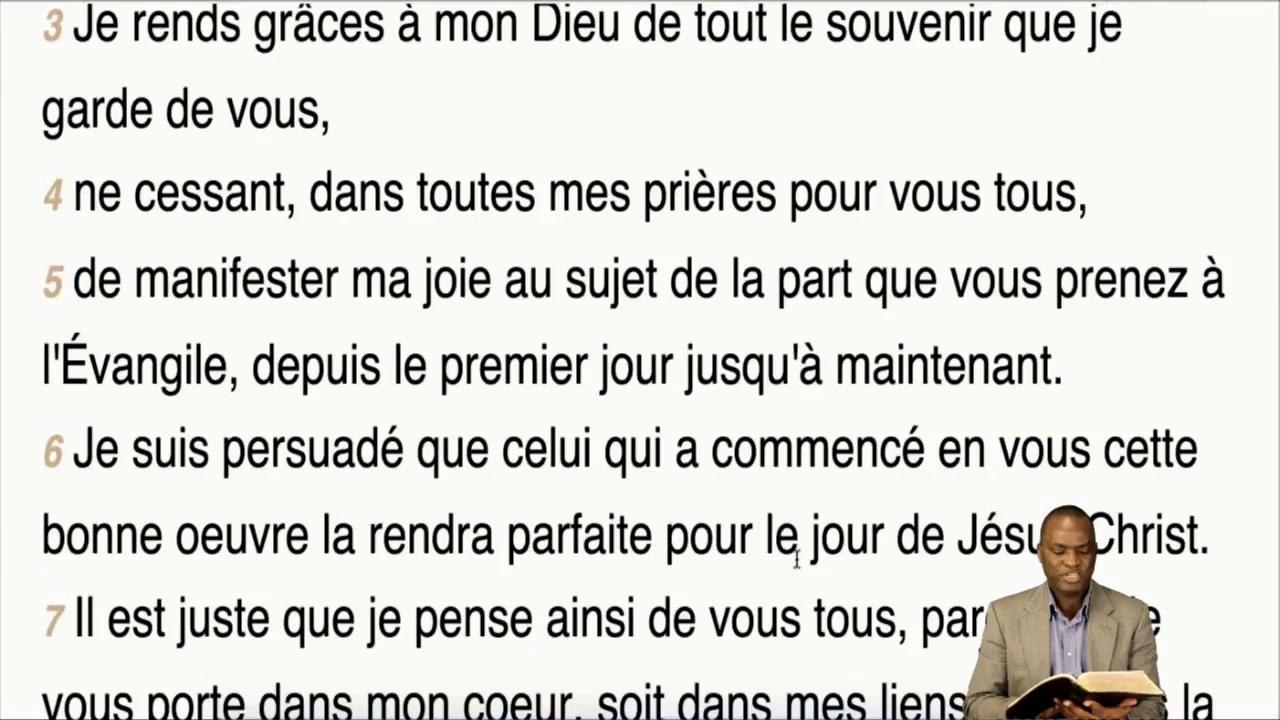 3 Je rends grâces à mon Dieu de tout le souvenir que je
garde de vous,
4 ne cessant, dans toutes mes prières pour vous tous,
5 de manifester ma joie au sujet de la part que vous prenez à
l'Évangile, depuis le premier jour jusqu'à maintenant.
6 Je suis persuadé que celui qui a commencé en vous cette
bonne oeuvre la rendra parfaite pour le jour de Jésu Christ.
7 Il est juste que je pense ainsi de vous tous, par e
vous porte dans mon coeur, soit dans mes liens la